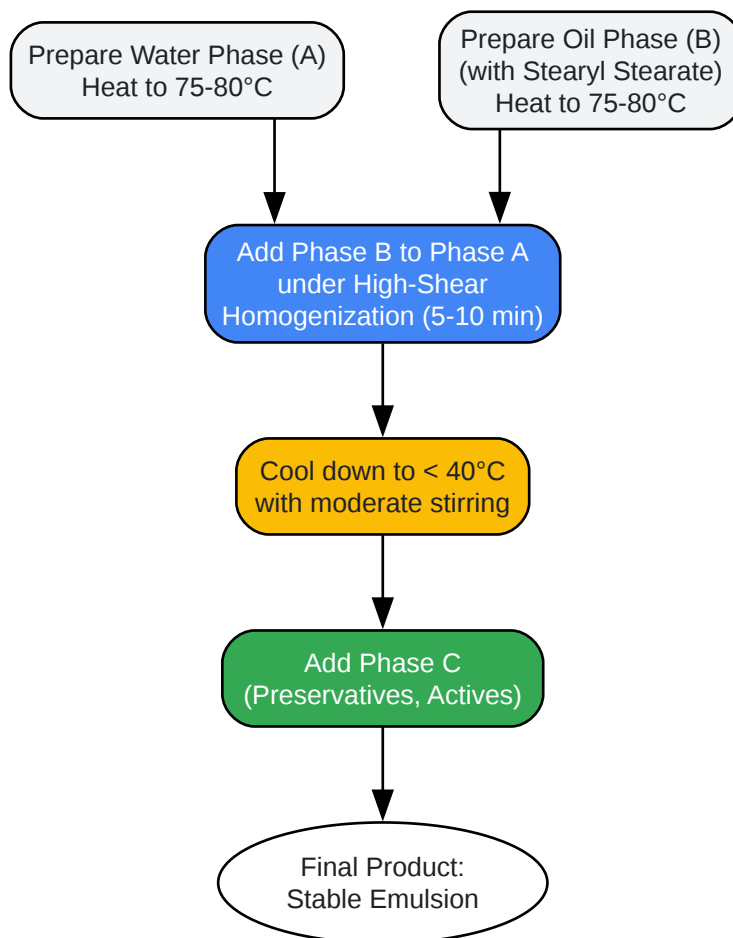 Prepare Water Phase (A)
Heat to 75-80°C
Prepare Oil Phase (B)
(with Stearyl Stearate)
Heat to 75-80°C
Add Phase B to Phase A
under High-Shear
Homogenization (5-10 min)
Cool down to < 40°C
with moderate stirring
Add Phase C
(Preservatives, Actives)
Final Product:
Stable Emulsion